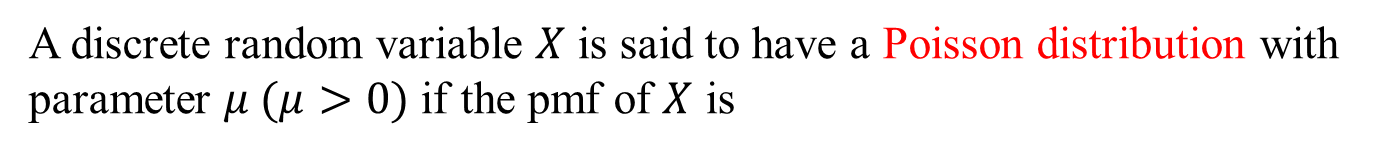 A discrete random variable 𝑋 is said to have a Poisson distribution with
parameter 𝜇 (𝜇 > 0) if the pmf of 𝑋 is